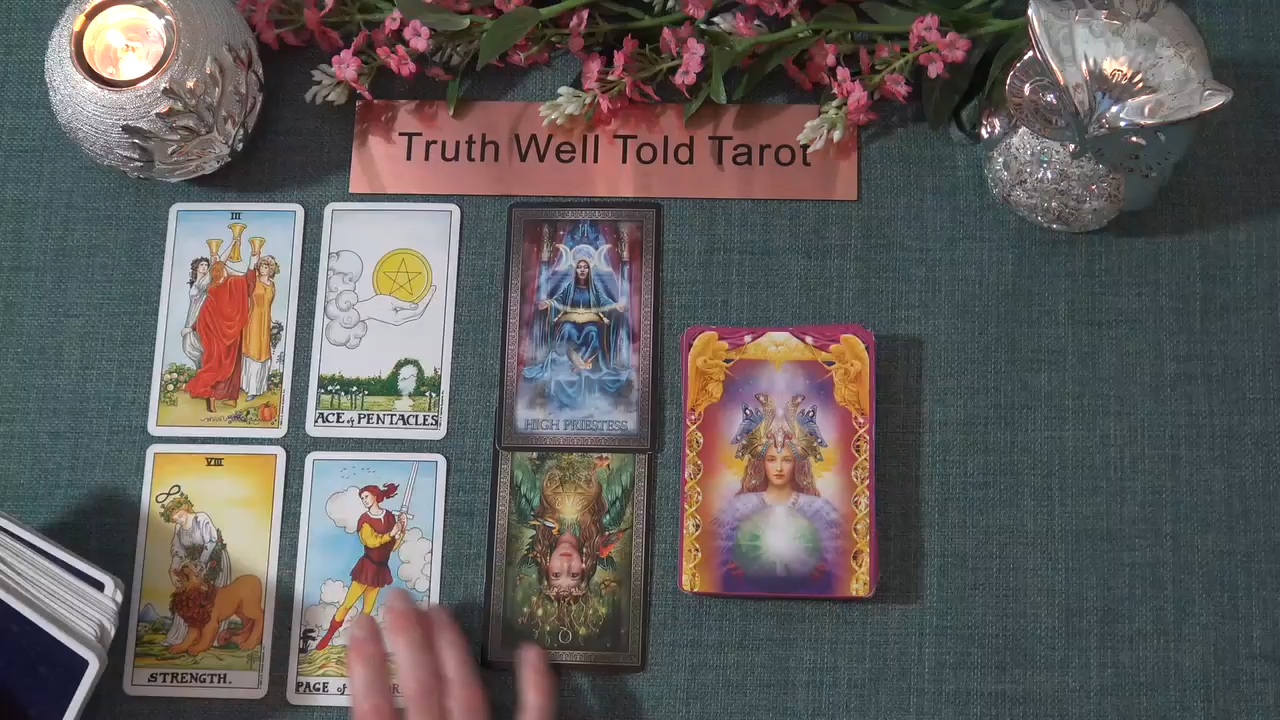 Truth Well Told Tarot
III
ACE of PENTACLES
HIGH PRIESTESS
VIII
STRENGTH.
PAGE of